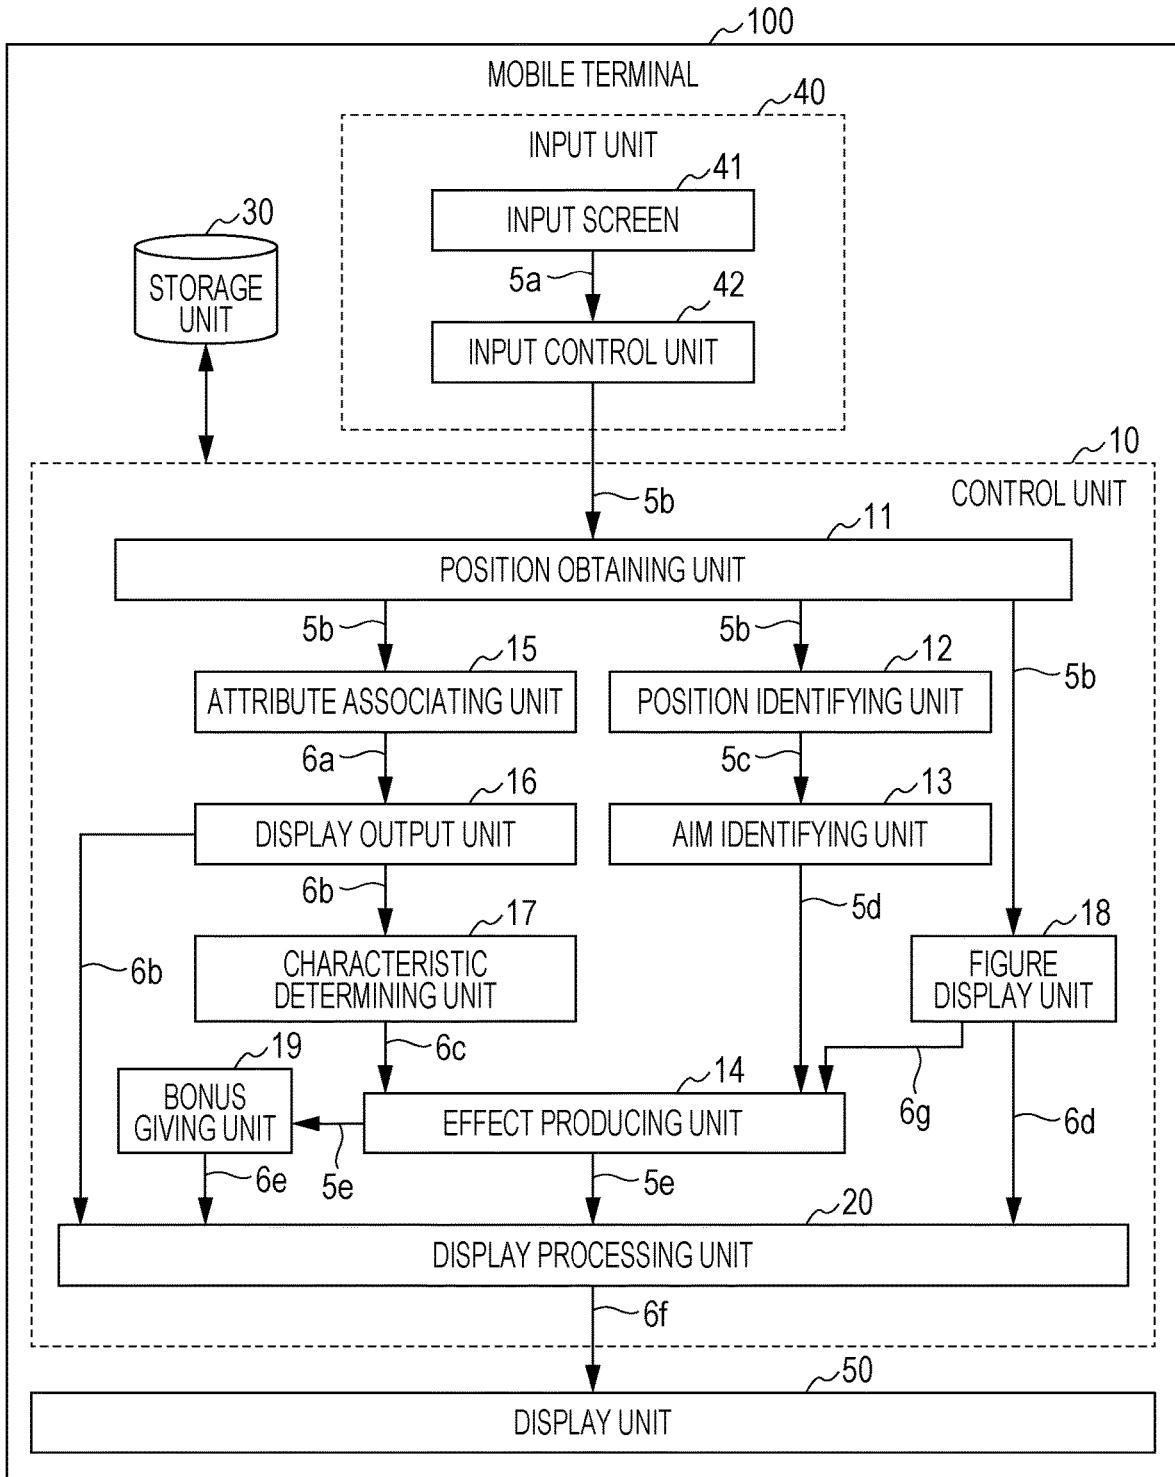 100
MOBILE TERMINAL
40
INPUT UNIT
41
INPUT SCREEN
30
STORAGE
UNIT
5a
42
INPUT CONTROL UNIT
10
CONTROL UNIT
5b
11
POSITION OBTAINING UNIT
5b
5b
5b
15
ATTRIBUTE ASSOCIATING UNIT
12
POSITION IDENTIFYING UNIT
6a
5c
16
DISPLAY OUTPUT UNIT
13
AIM IDENTIFYING UNIT
6b
5d
17
CHARACTERISTIC
DETERMINING UNIT
18
FIGURE
DISPLAY UNIT
6b
6c
19
BONUS
GIVING UNIT
14
EFFECT PRODUCING UNIT
6g
6d
6e
5e
5e
20
DISPLAY PROCESSING UNIT
6f
50
DISPLAY UNIT